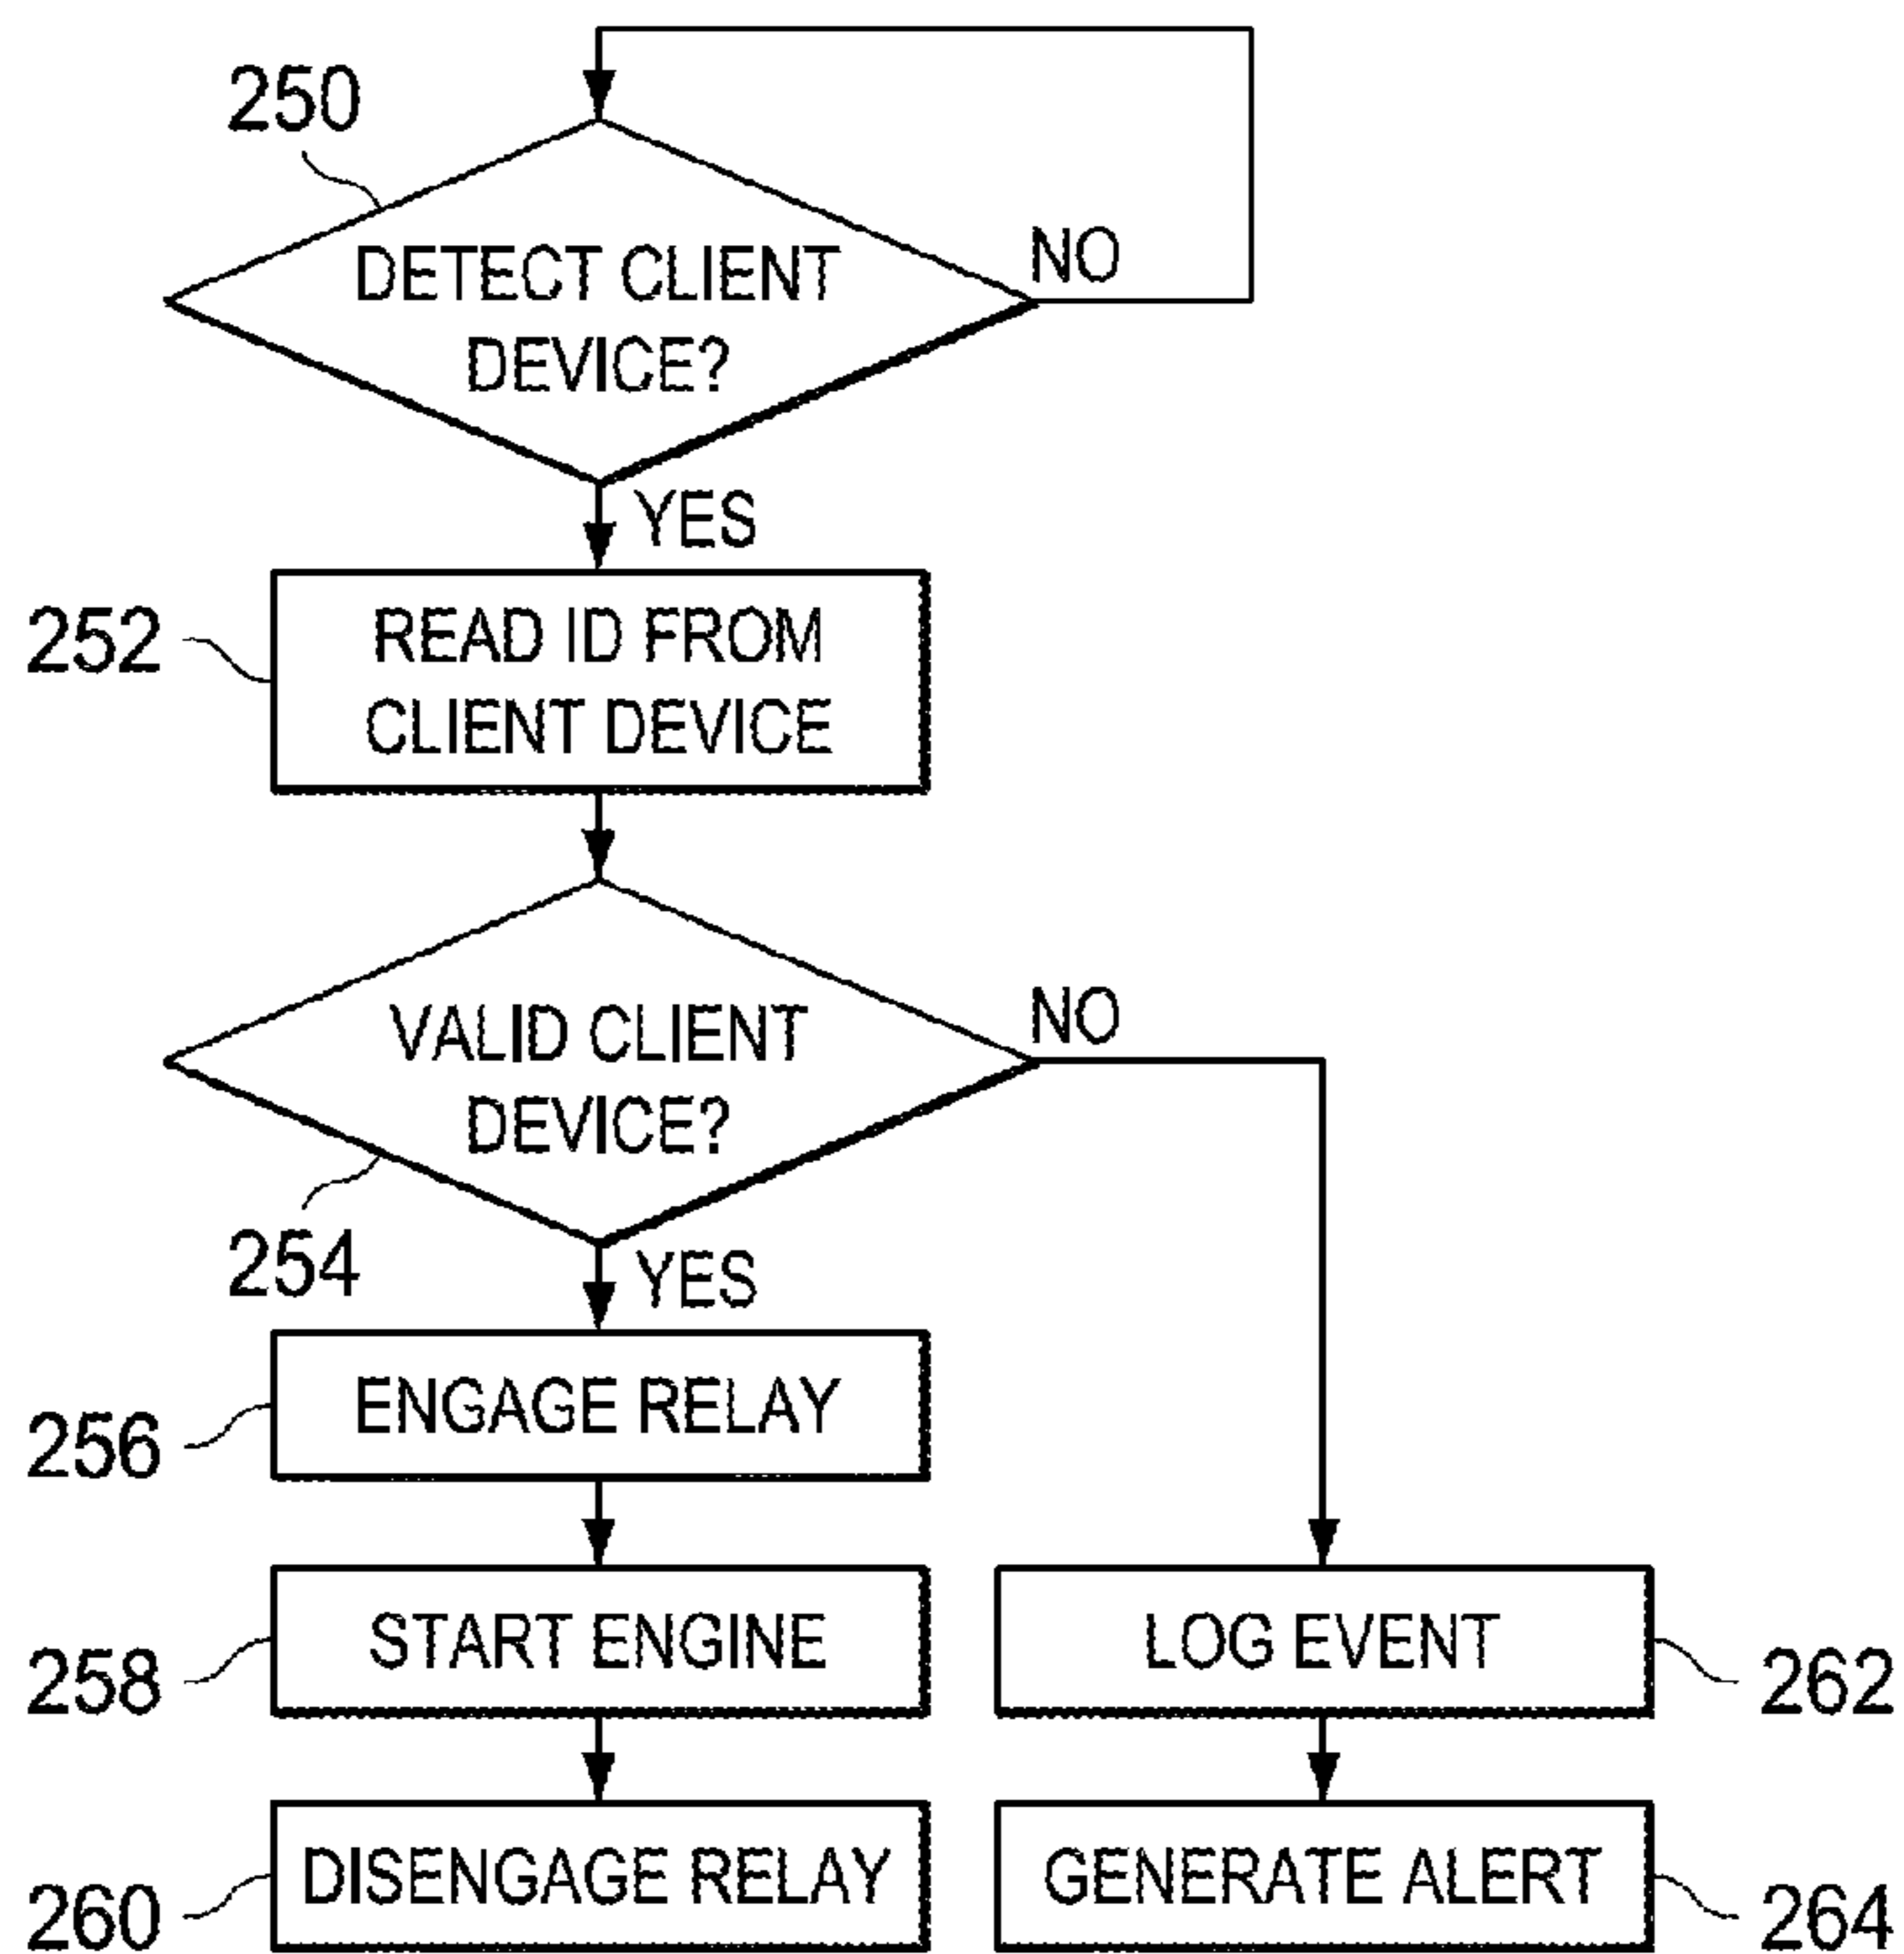 250
DETECT CLIENT
DEVICE?
NO
YES
252
READ ID FROM
CLIENT DEVICE
VALID CLIENT
DEVICE?
NO
254
YES
256
ENGAGE RELAY
258
START ENGINE
LOG EVENT
262
260
DISENGAGE RELAY
GENERATE ALERT
264